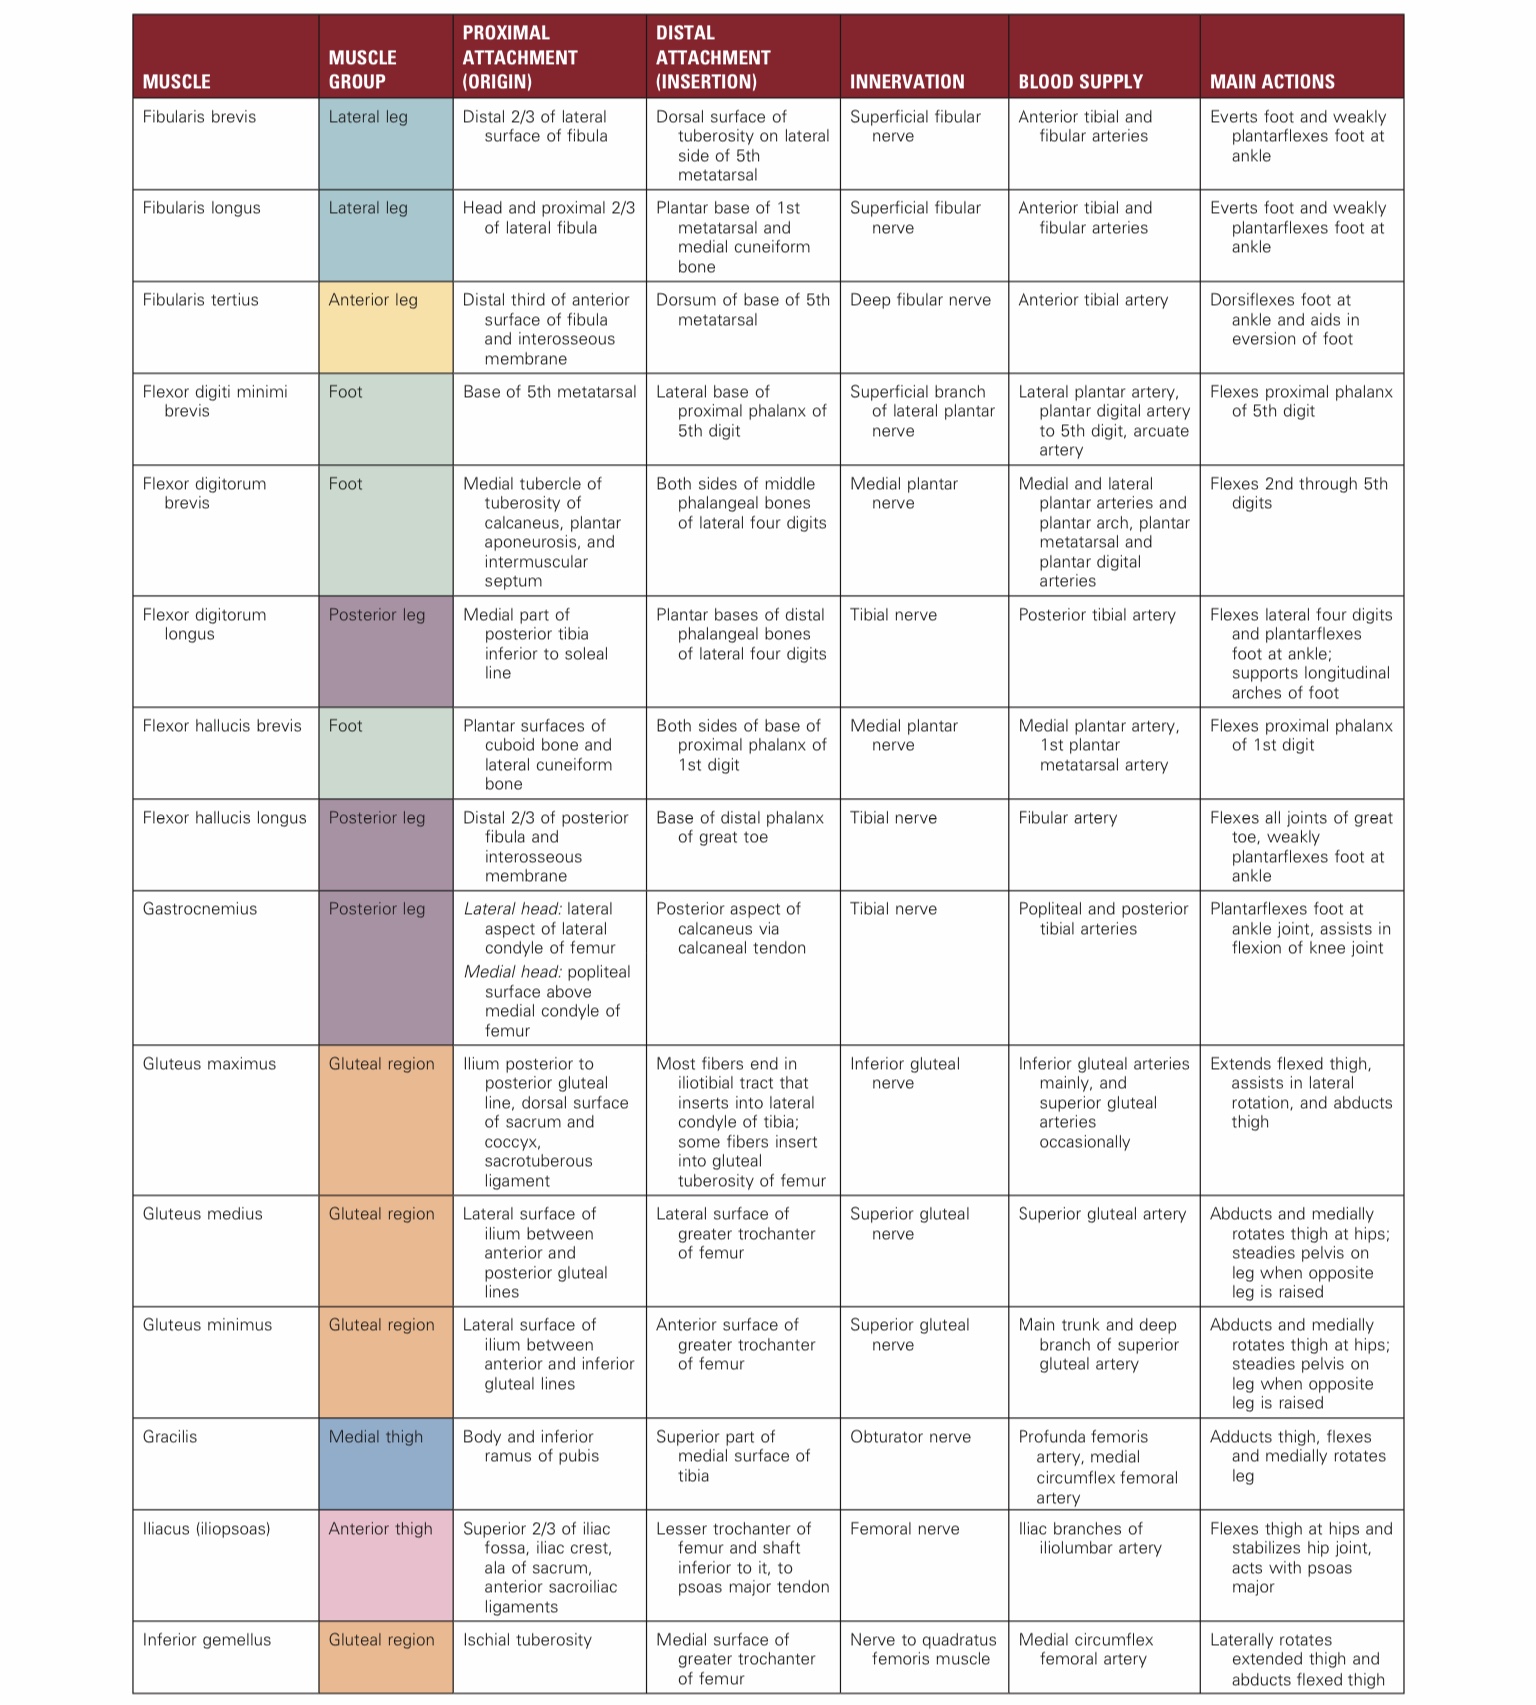 MUSCLE
MUSCLE
GROUP
PROXIMAL
ATTACHMENT
(ORIGIN)
DISTAL
ATTACHMENT
(INSERTION)
INNERVATION
BLOOD SUPPLY
MAIN ACTIONS
Fibularis brevis
Lateral leg
Distal 2/3 of lateral
surface of fibula
Dorsal surface of
tuberosity on lateral
side of 5th
metatarsal
Superficial fibular
nerve
Anterior tibial and
fibular arteries
Everts foot and weakly
plantarflexes foot at
ankle
Fibularis longus
Lateral leg
Head and proximal 2/3
of lateral fibula
Plantar base of 1st
metatarsal and
medial cuneiform
bone
Superficial fibular
nerve
Anterior tibial and
fibular arteries
Everts foot and weakly
plantarflexes foot at
ankle
Fibularis tertius
Anterior leg
Distal third of anterior
surface of fibula
and interosseous
membrane
Dorsum of base of 5th
metatarsal
Deep fibular nerve
Anterior tibial artery
Dorsiflexes foot at
ankle and aids in
eversion of foot
Flexor digiti minimi
brevis
Foot
Base of 5th metatarsal
Lateral base of
proximal phalanx of
5th digit
Superficial branch
of lateral plantar
nerve
Lateral plantar artery,
plantar digital artery
to 5th digit, arcuate
artery
Flexes proximal phalanx
of 5th digit
Flexor digitorum
brevis
Foot
Medial tubercle of
tuberosity of
calcaneus, plantar
aponeurosis, and
intermuscular
septum
Both sides of middle
phalangeal bones
of lateral four digits
Medial plantar
nerve
Medial and lateral
plantar arteries and
plantar arch, plantar
metatarsal and
plantar digital
arteries
Flexes 2nd through 5th
digits
Flexor digitorum
longus
Posterior leg
Medial part of
posterior tibia
inferior to soleal
line
Plantar bases of distal
phalangeal bones
of lateral four digits
Tibial nerve
Posterior tibial artery
Flexes lateral four digits
and plantarflexes
foot at ankle;
supports longitudinal
arches of foot
Flexor hallucis brevis
Foot
Plantar surfaces of
cuboid bone and
lateral cuneiform
bone
Both sides of base of
proximal phalanx of
1st digit
Medial plantar
nerve
Medial plantar artery,
1st plantar
metatarsal artery
Flexes proximal phalanx
of 1st digit
Flexor hallucis longus
Posterior leg
Distal 2/3 of posterior
fibula and
interosseous
membrane
Base of distal phalanx
of great toe
Tibial nerve
Fibular artery
Flexes all joints of great
toe, weakly
plantarflexes foot at
ankle
Gastrocnemius
Posterior leg
Lateral head: lateral
aspect of lateral
condyle of femur
Medial head: popliteal
surface above
medial condyle of
femur
Posterior aspect of
calcaneus via
calcaneal tendon
Tibial nerve
Popliteal and posterior
tibial arteries
Plantarflexes foot at
ankle joint, assists in
flexion of knee joint
Gluteus maximus
Gluteal region
Ilium posterior to
posterior gluteal
line, dorsal surface
of sacrum and
coccyx,
sacrotuberous
ligament
Most fibers end in
iliotibial tract that
inserts into lateral
condyle of tibia;
some fibers insert
into gluteal
tuberosity of femur
Inferior gluteal
nerve
Inferior gluteal arteries
mainly, and
superior gluteal
arteries
occasionally
Extends flexed thigh,
assists in lateral
rotation, and abducts
thigh
Gluteus medius
Gluteal region
Lateral surface of
ilium between
anterior and
posterior gluteal
lines
Lateral surface of
greater trochanter
of femur
Superior gluteal
nerve
Superior gluteal artery
Abducts and medially
rotates thigh at hips;
steadies pelvis on
leg when opposite
leg is raised
Gluteus minimus
Gluteal region
Lateral surface of
ilium between
anterior and inferior
gluteal lines
Anterior surface of
greater trochanter
of femur
Superior gluteal
nerve
Main trunk and deep
branch of superior
gluteal artery
Abducts and medially
rotates thigh at hips;
steadies pelvis on
leg when opposite
leg is raised
Gracilis
Medial thigh
Body and inferior
ramus of pubis
Superior part of
medial surface of
tibia
Obturator nerve
Profunda femoris
artery, medial
circumflex femoral
artery
Adducts thigh, flexes
and medially rotates
leg
Iliacus (iliopsoas)
Anterior thigh
Superior 2/3 of iliac
fossa, iliac crest,
ala of sacrum,
anterior sacroiliac
ligaments
Lesser trochanter of
femur and shaft
inferior to it, to
psoas major tendon
Femoral nerve
Iliac branches of
iliolumbar artery
Flexes thigh at hips and
stabilizes hip joint,
acts with psoas
major
Inferior gemellus
Gluteal region
Ischial tuberosity
Medial surface of
greater trochanter
of femur
Nerve to quadratus
femoris muscle
Medial circumflex
femoral artery
Laterally rotates
extended thigh and
abducts flexed thigh